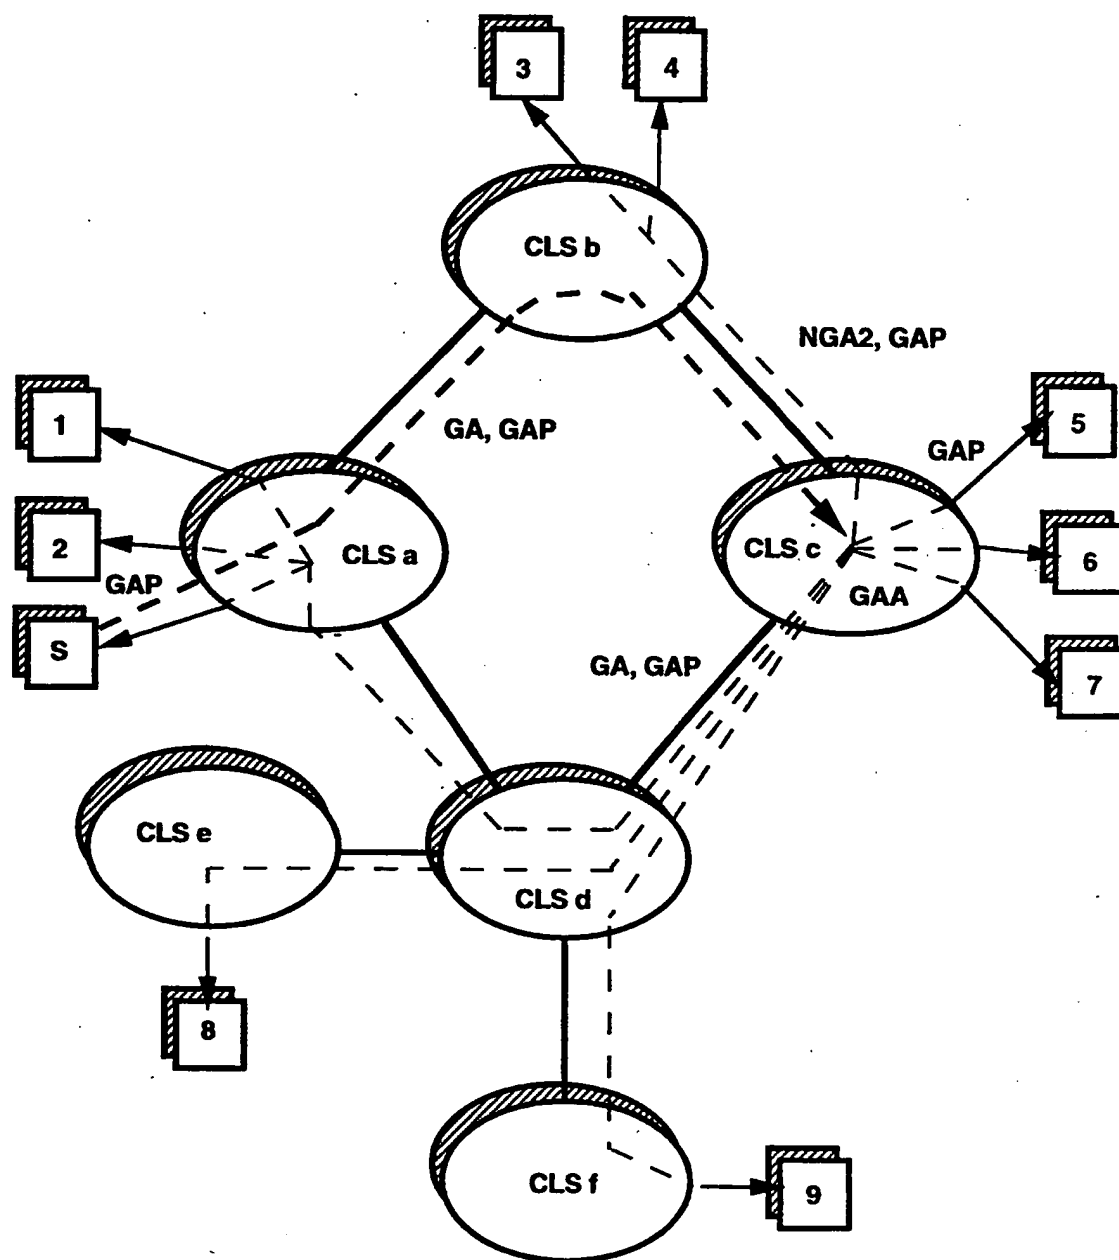 3
4
CLS b
NGA2, GAP
1
GA, GAP
5
GAP
2
CLS a
CLS c
6
GAP
GAA
S
GA, GAP
7
CLS e
CLS d
8
CLS f
9